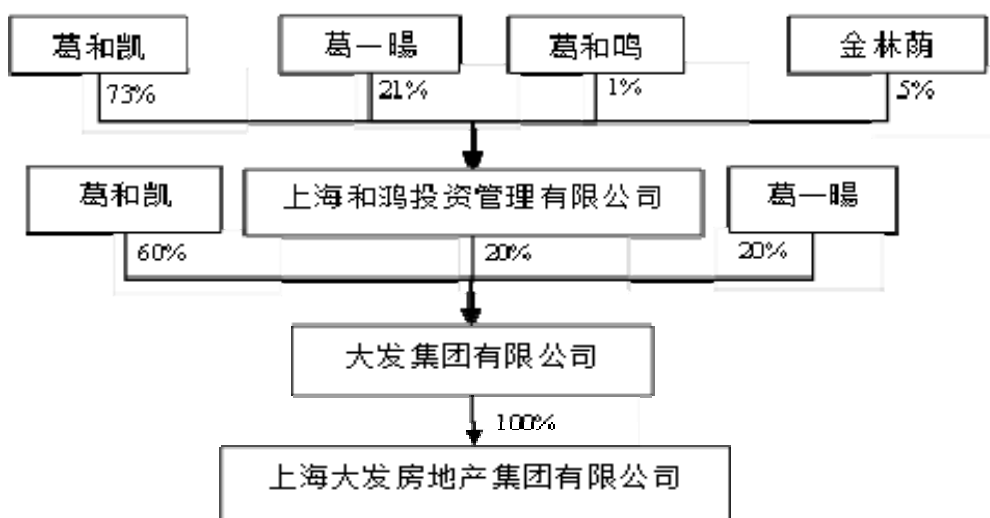 葛和凯 葛一暘 葛和鸣 金林荫
73% 21% 1% 5%
葛和凯 上海和鸿投资管理有限公司 葛一暘
60% 20% 20%
大发集团有限公司
100%
上海大发房地产集团有限公司